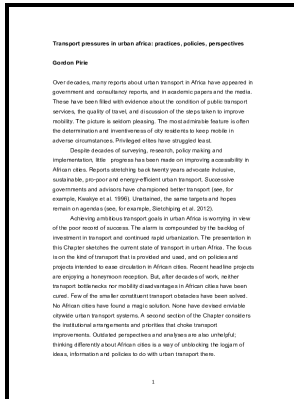 Transport pressures in urban africa: practices, policies, perspectives
Gordon Pirie
Over decades, many reports about urban transport in Africa have appeared in
government and consultancy reports, and in academic papers and the media.
These have been filled with evidence about the condition of public transport
services, the quality of travel, and discussion of the steps taken to improve
mobility. The picture is seldom pleasing. The most admirable feature is often
the determination and inventiveness of city residents to keep mobile in
adverse circumstances. Privileged elites have struggled least.
Despite decades of surveying, research, policy making and
implementation, little progress has been made on improving accessibility in
African cities. Reports stretching back twenty years advocate inclusive,
sustainable, pro-poor and energy-efficient urban transport. Successive
governments and advisors have championed better transport (see, for
example, Kwakye et al. 1996). Unattained, the same targets and hopes
remain on agendas (see, for example, Sietchiping et al. 2012).
Achieving ambitious transport goals in urban Africa is worrying in view
of the poor record of success. The alarm is compounded by the backlog of
investment in transport and continued rapid urbanization. The presentation in
this Chapter sketches the current state of transport in urban Africa. The focus
is on the kind of transport that is provided and used, and on policies and
projects intended to ease circulation in African cities. Recent headline projects
are enjoying a honeymoon reception. But, after decades of work, neither
transport bottlenecks nor mobility disadvantages in African cities have been
cured. Few of the smaller constituent transport obstacles have been solved.
No African cities have found a magic solution. None have devised enviable
citywide urban transport systems. A second section of the Chapter considers
the institutional arrangements and priorities that choke transport
improvements. Outdated perspectives and analyses are also unhelpful;
thinking differently about African cities is a way of unblocking the logjam of
ideas, information and policies to do with urban transport there.
1